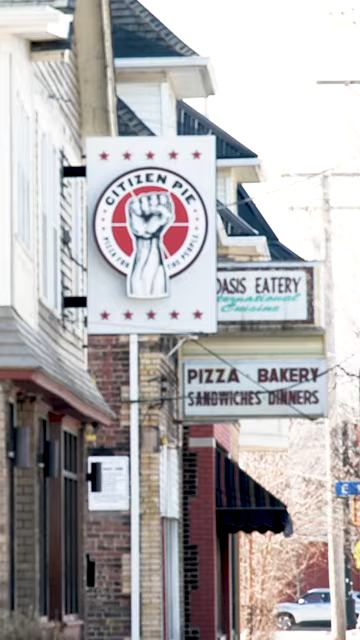 CITIZEN PIE
PIZZA FOR THE PEOPLE
OASIS EATERY
International
Cuisine
PIZZA BAKERY
SANDWICHES DINNERS
E